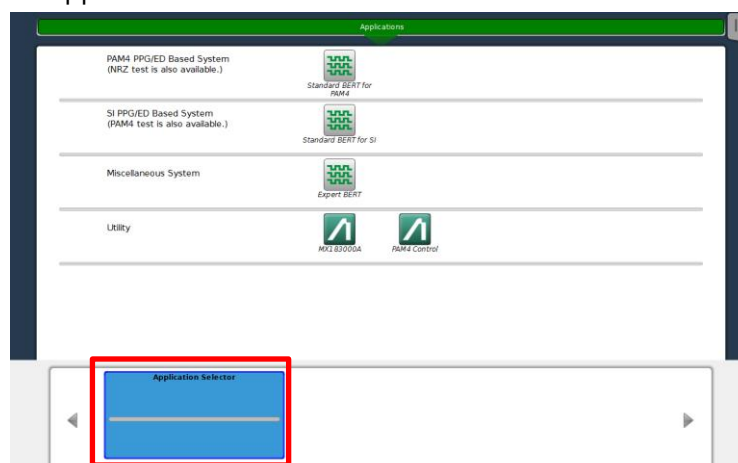 Applications
PAM4 PPG/ED Based System
(NRZ test is also available.)
Standard BERT for
PAM4
SI PPG/ED Based System
(PAM4 test is also available.)
Standard BERT for SI
Miscellaneous System
Expert BERT
Utility
MX183000A
PAM4 Control
Application Selector